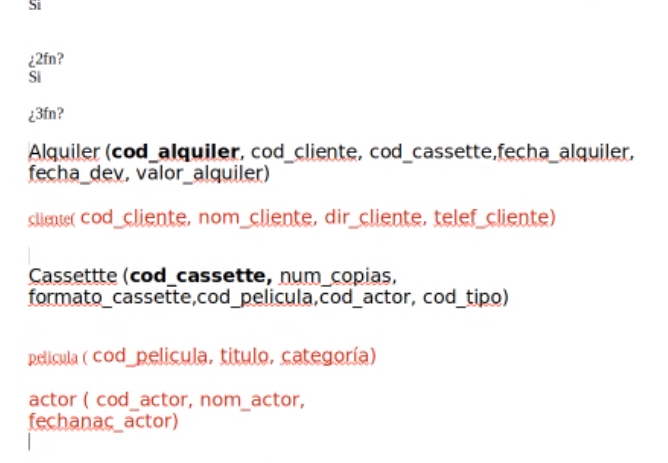 Si
¿2fn?
Si
¿3fn?
Alquiler (cod_alquiler, cod_cliente, cod_cassette,fecha_alquiler,
fecha_dev, valor_alquiler)
cliente( cod_cliente, nom_cliente, dir_cliente, telef_cliente)
Cassettte (cod_cassette, num_copias,
formato_cassette,cod_pelicula,cod_actor, cod_tipo)
pelicula ( cod_pelicula, titulo, categoría)
actor ( cod_actor, nom_actor,
fechanac_actor)